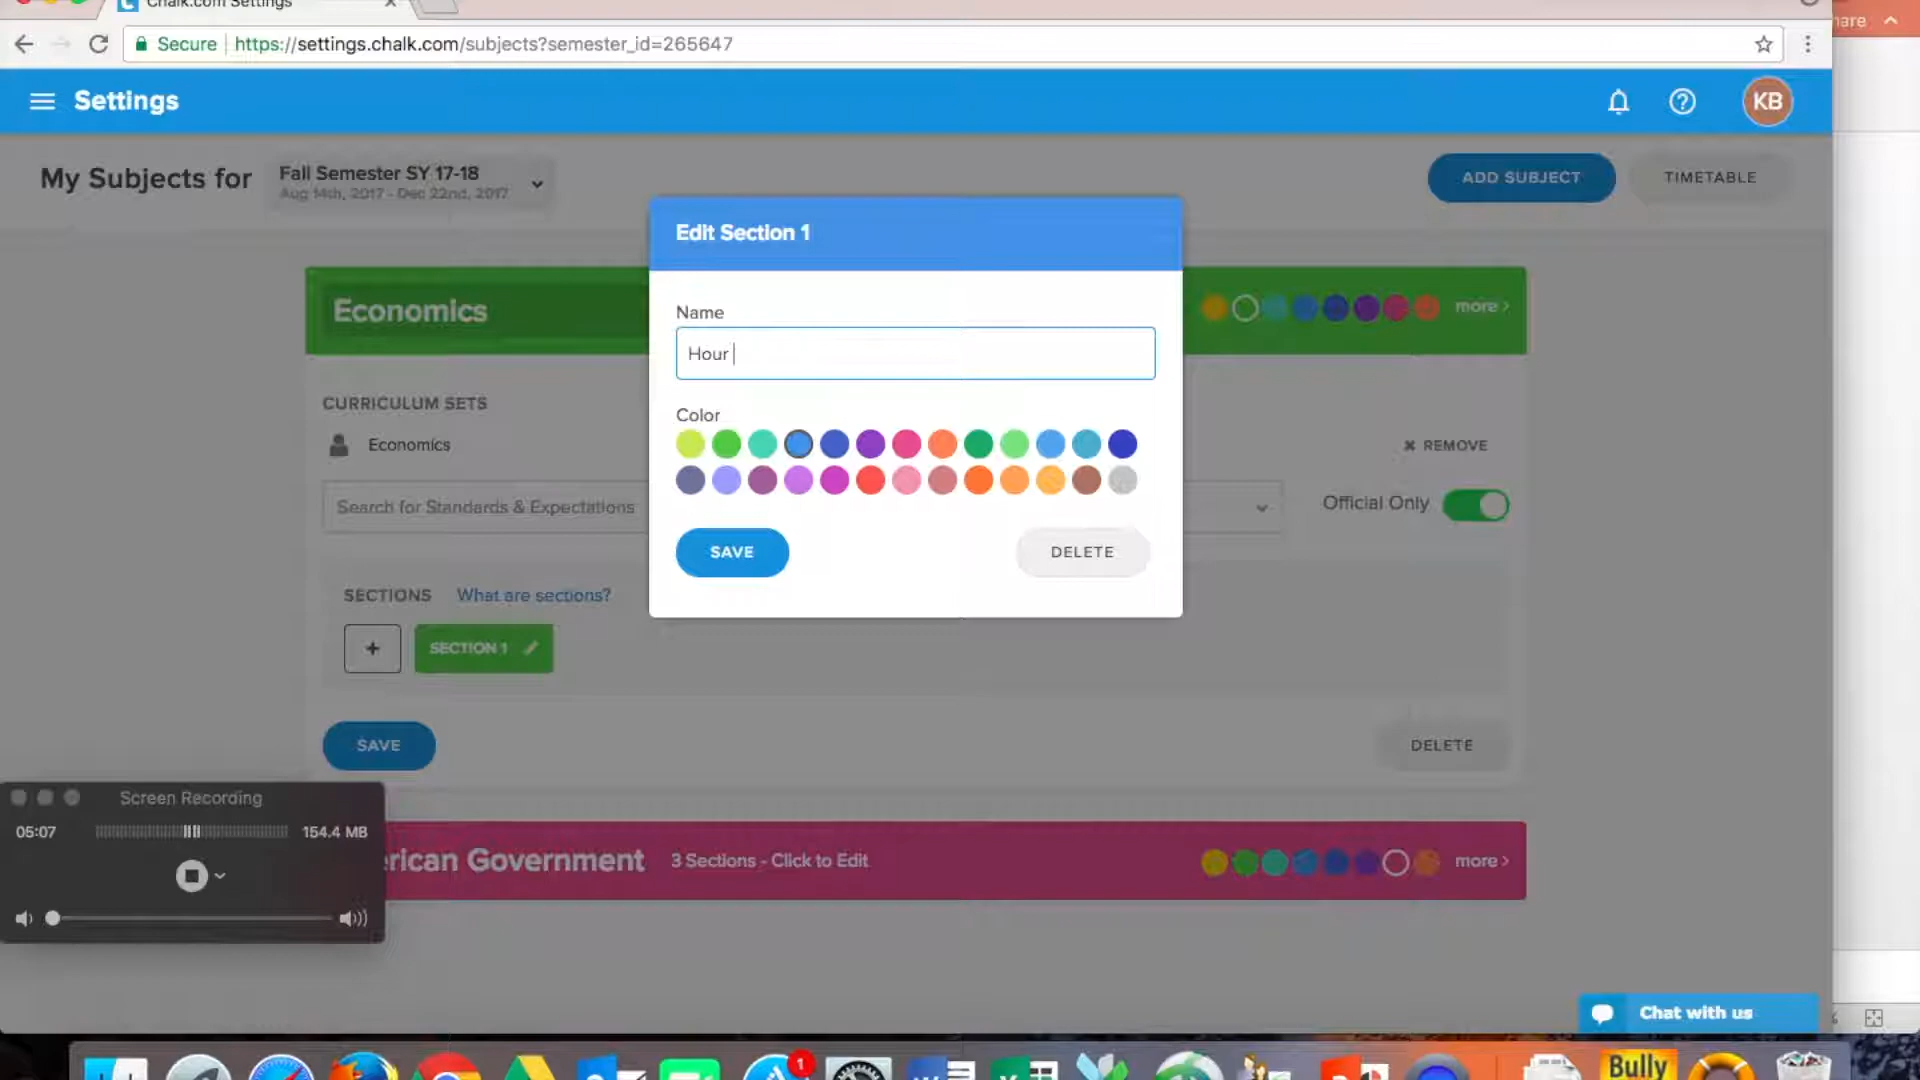 Chalk.com Settings
Secure https://settings.chalk.com/subjects?semester_id=265647
Settings
KB
My Subjects for
Fall Semester SY 17-18
Aug 14th, 2017 - Dec 22nd, 2017
ADD SUBJECT
TIMETABLE
Edit Section 1
Economics
more >
Name
Hour
Color
CURRICULUM SETS
Economics
REMOVE
Search for Standards & Expectations
Official Only
SAVE
DELETE
SECTIONS What are sections?
+
SECTION 1
SAVE
DELETE
Screen Recording
05:07
154.4 MB
rican Government
3 Sections - Click to Edit
more >
Chat with us
1
Bully